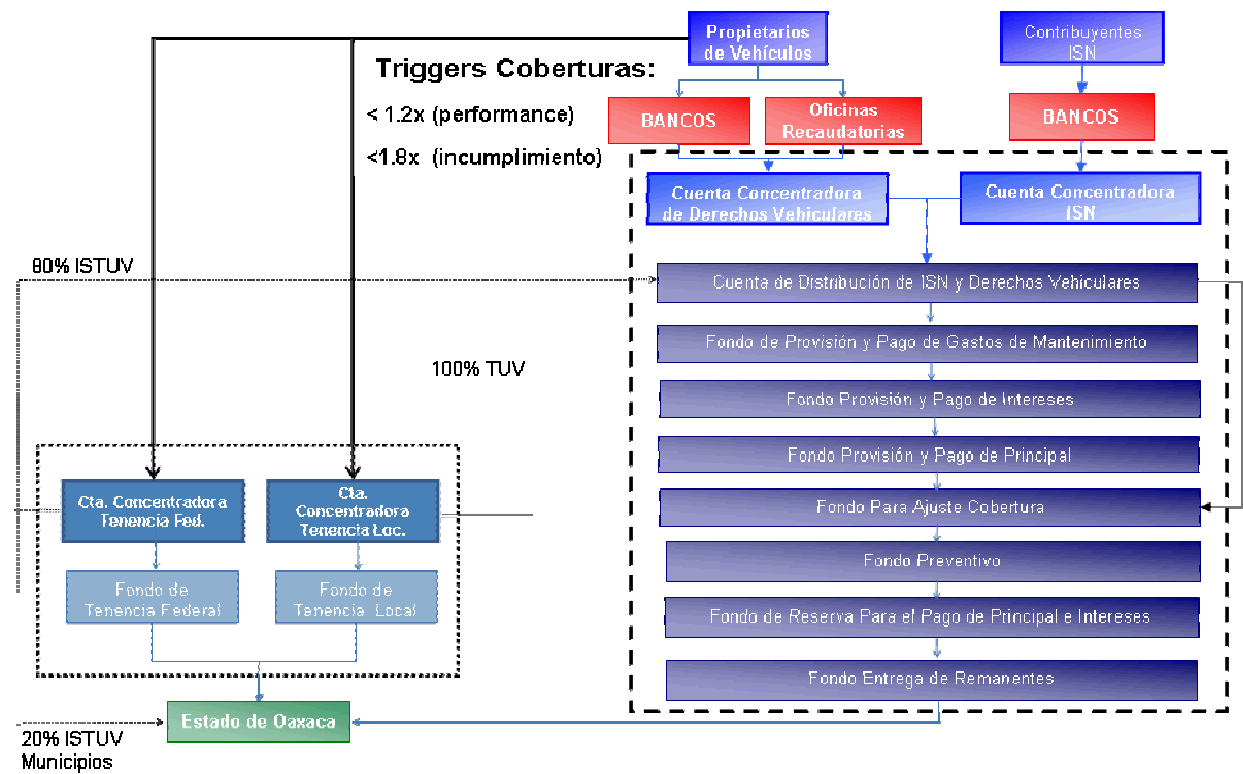 Propietarios
de Vehículos
Contribuyentes
ISN
Triggers Coberturas:
< 1.2x (performance)
<1.8x (incumplimiento)
BANCOS
Oficinas
Recaudatorias
BANCOS
Cuenta Concentradora
de Derechos Vehiculares
Cuenta Concentradora
ISN
80% ISTUV
Cuenta de Distribución de ISN y Derechos Vehiculares
Fondo de Provisión y Pago de Gastos de Mantenimiento
100% TUV
Fondo Provisión y Pago de Intereses
Fondo Provisión y Pago de Principal
Cta. Concentradora
Tenencia Fed.
Cta.
Concentradora
Tenencia Loc.
Fondo Para Ajuste Cobertura
Fondo Preventivo
Fondo de
Tenencia Federal
Fondo de
Tenencia Local
Fondo de Reserva Para el Pago de Principal e Intereses
Fondo Entrega de Remanentes
Estado de Oaxaca
20% ISTUV
Municipios